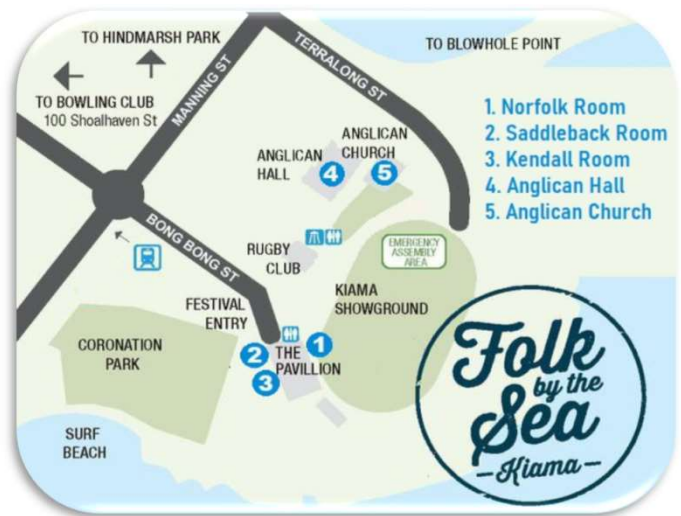 TO HINDMARSH PARK
TO BLOWHOLE POINT
TERRALONG ST
MANNING ST
TO BOWLING CLUB
100 Shoalhaven St
1. Norfolk Room
2. Saddleback Room
3. Kendall Room
4. Anglican Hall
5. Anglican Church
ANGLICAN
CHURCH
5
ANGLICAN
HALL
4
BONG BONG ST
RUGBY
CLUB
EMERGENCY
ASSEMBLY
AREA
KIAMA
SHOWGROUND
FESTIVAL
ENTRY
CORONATION
PARK
THE
PAVILLION
1
2
3
SURF
BEACH
Folk
by the
Sea
-Kiama-